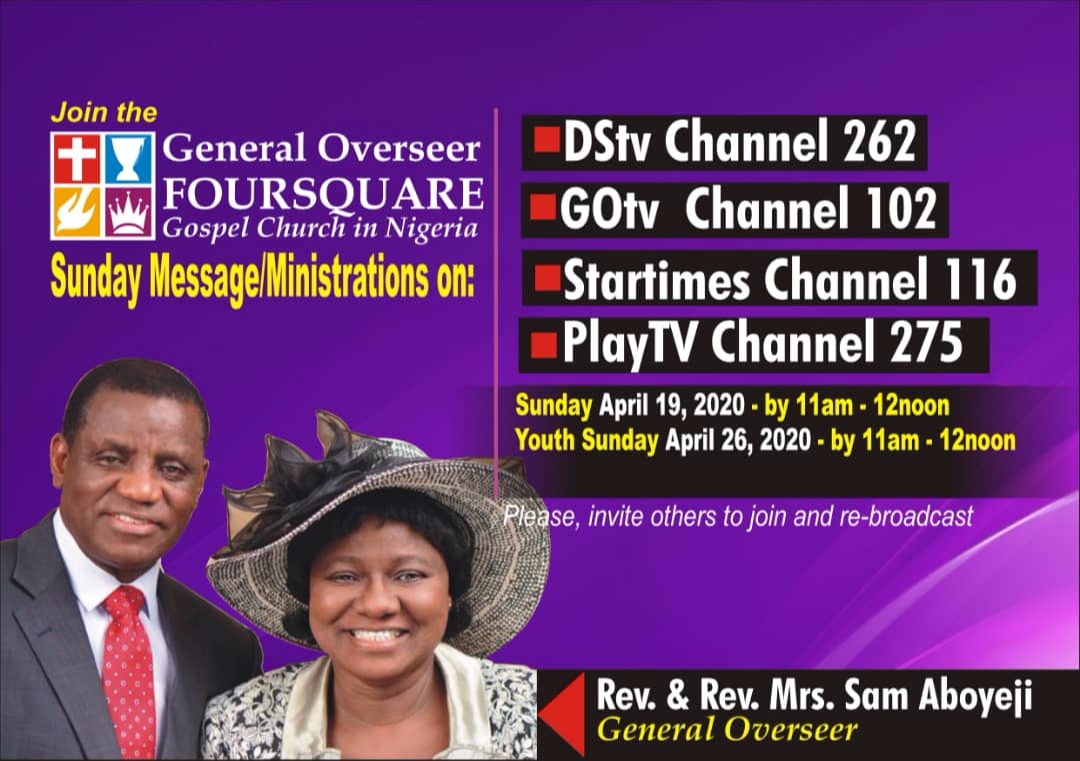 Join the
General Overseer
FOURSQUARE
Gospel Church in Nigeria
Sunday Message/Ministrations on:
DStv Channel 262
GOtv Channel 102
Startimes Channel 116
PlayTV Channel 275
Sunday April 19, 2020 - by 11am - 12noon
Youth Sunday April 26, 2020 - by 11am - 12noon
Please, invite others to join and re-broadcast
Rev. & Rev. Mrs. Sam Aboyeji
General Overseer